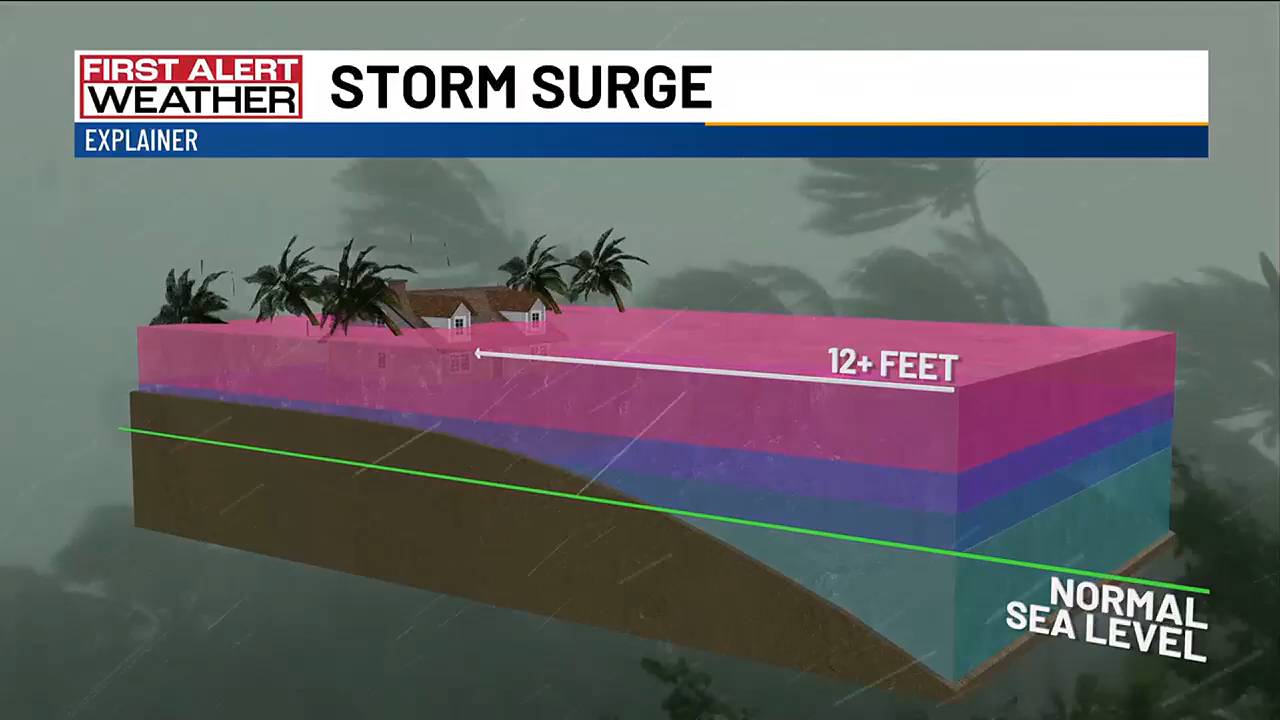 FIRST ALERT
WEATHER
STORM SURGE
EXPLAINER
12+ FEET
NORMAL
SEA LEVEL